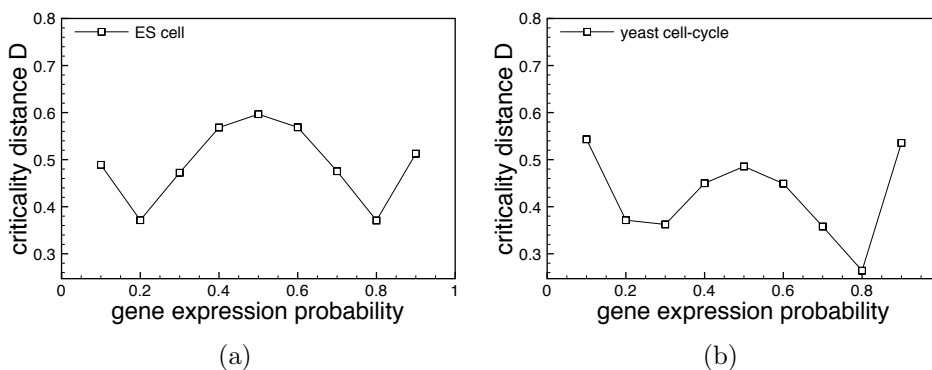 0.8
0.7
0.6
0.5
0.4
0.3
criticality distance D
ES cell
0 0.2 0.4 0.6 0.8 1
gene expression probability
(a)
0.8
0.7
0.6
0.5
0.4
0.3
criticality distance D
yeast cell-cycle
0 0.2 0.4 0.6 0.8
gene expression probability
(b)